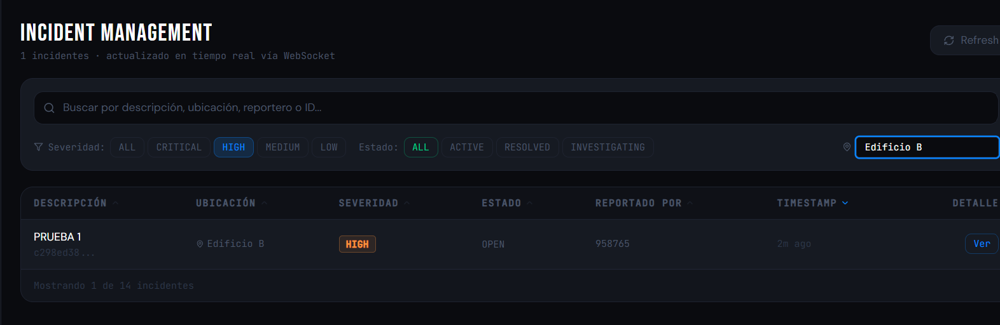 INCIDENT MANAGEMENT
1 incidentes · actualizado en tiempo real vía WebSocket
Refresh
Buscar por descripción, ubicación, reportero o ID...
Severidad: ALL CRITICAL HIGH MEDIUM LOW Estado: ALL ACTIVE RESOLVED INVESTIGATING Edificio B
DESCRIPCIÓN UBICACIÓN SEVERIDAD ESTADO REPORTADO POR TIMESTAMP DETALLE
PRUEBA 1
c298ed38... Edificio B HIGH OPEN 958765 2m ago Ver
Mostrando 1 de 14 incidentes